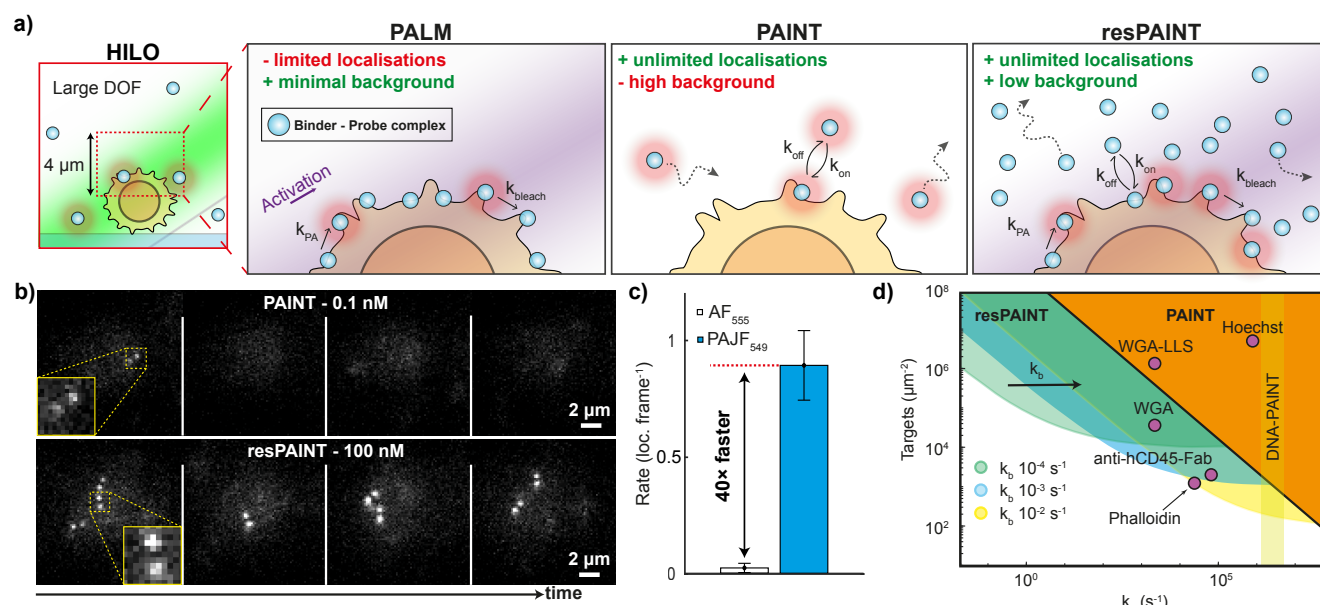 a)
HILO
Large DOF
4 µm
PALM
- limited localisations
+ minimal background
Binder - Probe complex
Activation
k_PA
k_bleach
PAINT
+ unlimited localisations
- high background
k_off
k_on
resPAINT
+ unlimited localisations
+ low background
k_off
k_on
k_bleach
k_PA
b)
PAINT - 0.1 nM
2 µm
resPAINT - 100 nM
2 µm
time
c)
AF_555
PAJF_549
Rate (loc. frame⁻¹)
1
0.5
0
40× faster
d)
Targets (µm⁻²)
10⁸
10⁶
10⁴
10²
resPAINT
PAINT
Hoechst
WGA-LLS
k_b
WGA
DNA-PAINT
anti-hCD45-Fab
k_b 10⁻⁴ s⁻¹
k_b 10⁻³ s⁻¹
k_b 10⁻² s⁻¹
Phalloidin
10⁰
10⁵
k (s⁻¹)